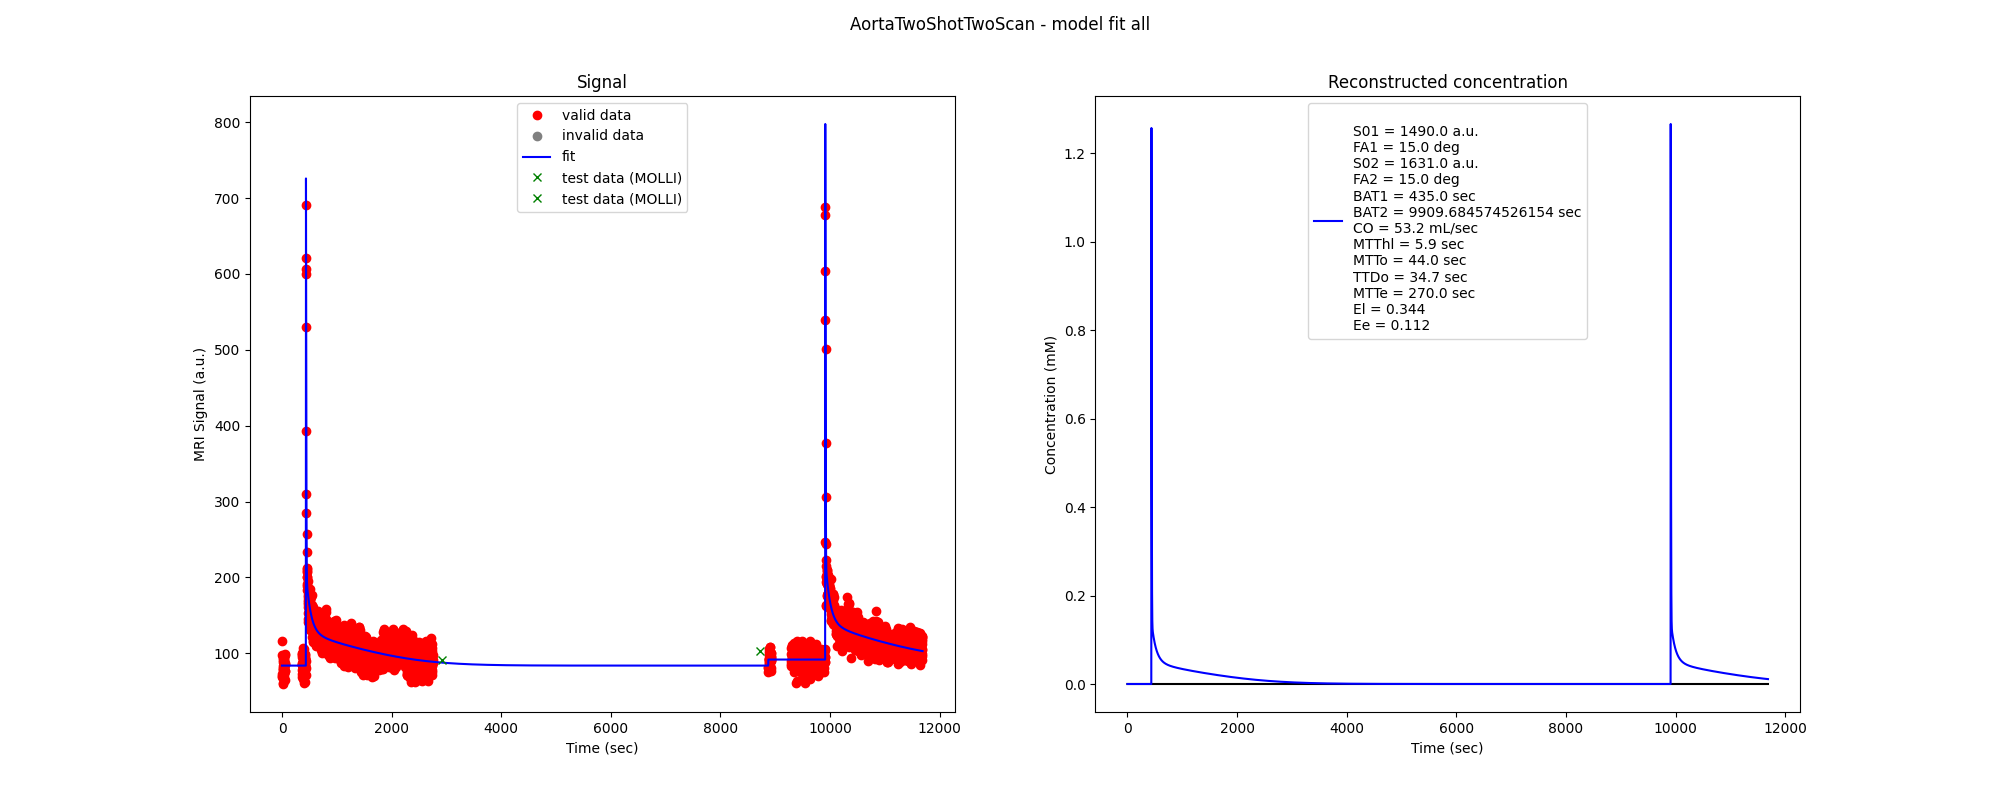 AortaTwoShotTwoScan - model fit all
Signal
MRI Signal (a.u.)
800
700
600
500
400
300
200
100
0
2000
4000
6000
8000
10000
12000
Time (sec)
valid data
invalid data
fit
test data (MOLLI)
test data (MOLLI)
Reconstructed concentration
Concentration (mM)
1.2
1.0
0.8
0.6
0.4
0.2
0.0
0
2000
4000
6000
8000
10000
12000
Time (sec)
S01 = 1490.0 a.u.
FA1 = 15.0 deg
S02 = 1631.0 a.u.
FA2 = 15.0 deg
BAT1 = 435.0 sec
BAT2 = 9909.684574526154 sec
CO = 53.2 mL/sec
MTThl = 5.9 sec
MTTo = 44.0 sec
TTDo = 34.7 sec
MTTe = 270.0 sec
El = 0.344
Ee = 0.112